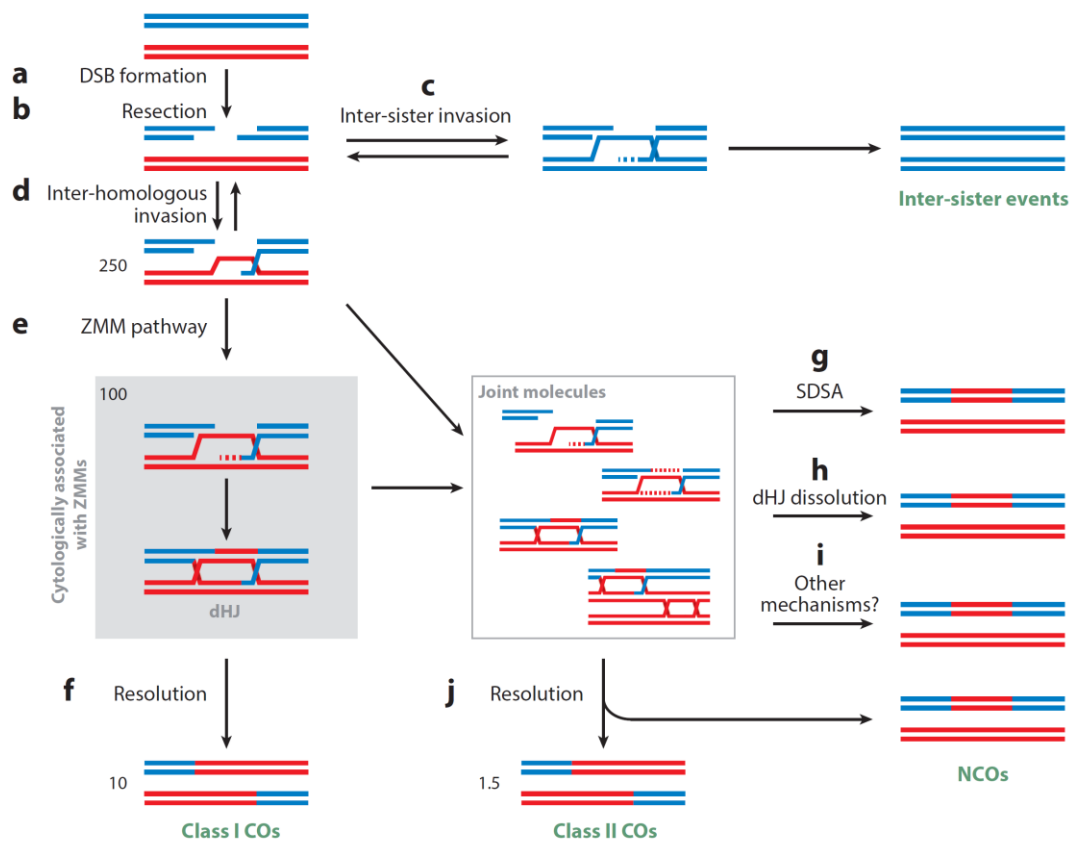 a
DSB formation
b
Resection
c
Inter-sister invasion
Inter-sister events
d
Inter-homologous
invasion
250
e
ZMM pathway
Cytologically associated
with ZMMs
100
dHJ
Joint molecules
g
SDSA
h
dHJ dissolution
i
Other
mechanisms?
f
Resolution
j
Resolution
10
Class I COs
1.5
Class II COs
NCOs